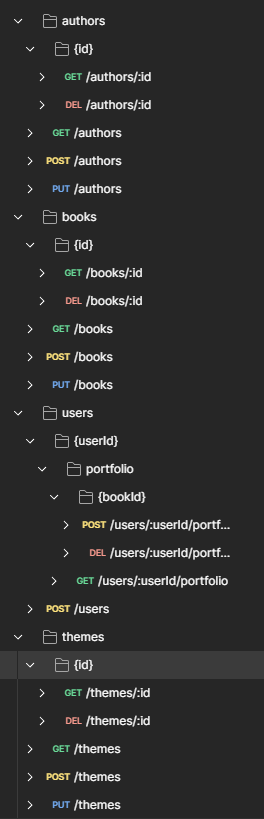 authors
{id}
GET /authors/:id
DEL /authors/:id
GET /authors
POST /authors
PUT /authors
books
{id}
GET /books/:id
DEL /books/:id
GET /books
POST /books
PUT /books
users
{userId}
portfolio
{bookId}
POST /users/:userId/portf...
DEL /users/:userId/portf...
GET /users/:userId/portfolio
POST /users
themes
{id}
GET /themes/:id
DEL /themes/:id
GET /themes
POST /themes
PUT /themes